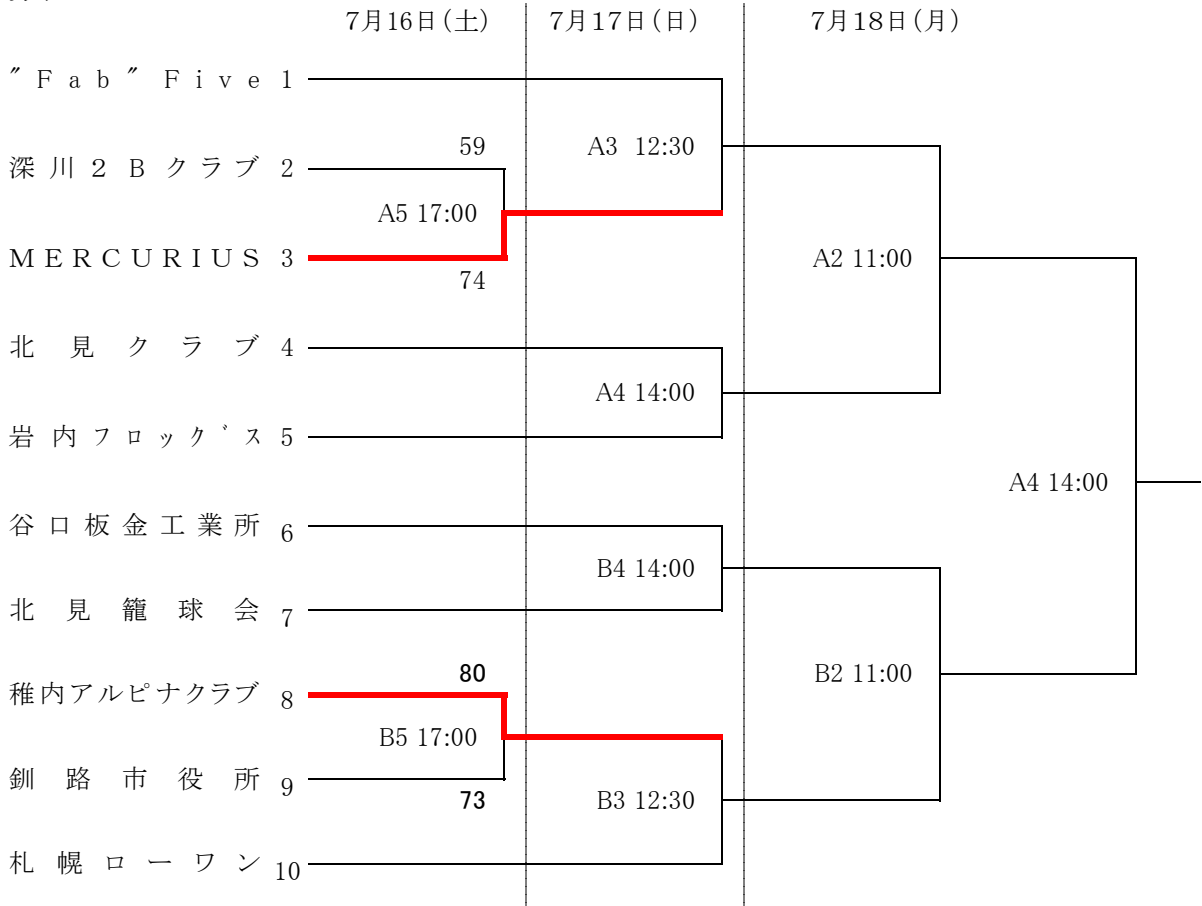 7月16日(土) 7月17日(日) 7月18日(月)
″Fab″Five 1
59 A3 12:30
深川2Bクラブ 2
A5 17:00
MERCURIUS 3 A2 11:00
74
北見クラブ 4
A4 14:00
岩内フロック゛ス 5
A4 14:00
谷口板金工業所 6
B4 14:00
北見籠球会 7
80 B2 11:00
稚内アルピナクラブ 8
B5 17:00
釧路市役所 9
73 B3 12:30
札幌ローワン 10